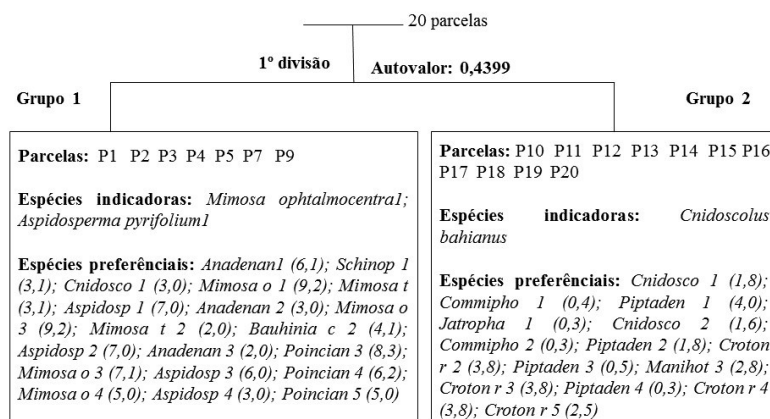 20 parcelas
1º divisão
Autovalor: 0,4399
Grupo 1
Grupo 2
Parcelas: P1 P2 P3 P4 P5 P7 P9
Espécies indicadoras: Mimosa ophtalmocentra1;
Aspidosperma pyrifolium1
Espécies preferênciais: Anadenan1 (6,1); Schinop 1
(3,1); Cnidosco 1 (3,0); Mimosa o 1 (9,2); Mimosa t
(3,1); Aspidosp 1 (7,0); Anadenan 2 (3,0); Mimosa o
3 (9,2); Mimosa t 2 (2,0); Bauhinia c 2 (4,1);
Aspidosp 2 (7,0); Anadenan 3 (2,0); Poincian 3 (8,3);
Mimosa o 3 (7,1); Aspidosp 3 (6,0); Poincian 4 (6,2);
Mimosa o 4 (5,0); Aspidosp 4 (3,0); Poincian 5 (5,0)
Parcelas: P10 P11 P12 P13 P14 P15 P16
P17 P18 P19 P20
Espécies indicadoras: Cnidoscolus
bahianus
Espécies preferênciais: Cnidosco 1 (1,8);
Commipho 1 (0,4); Piptaden 1 (4,0);
Jatropha 1 (0,3); Cnidosco 2 (1,6);
Commipho 2 (0,3); Piptaden 2 (1,8); Croton
r 2 (3,8); Piptaden 3 (0,5); Manihot 3 (2,8);
Croton r 3 (3,8); Piptaden 4 (0,3); Croton r 4
(3,8); Croton r 5 (2,5)